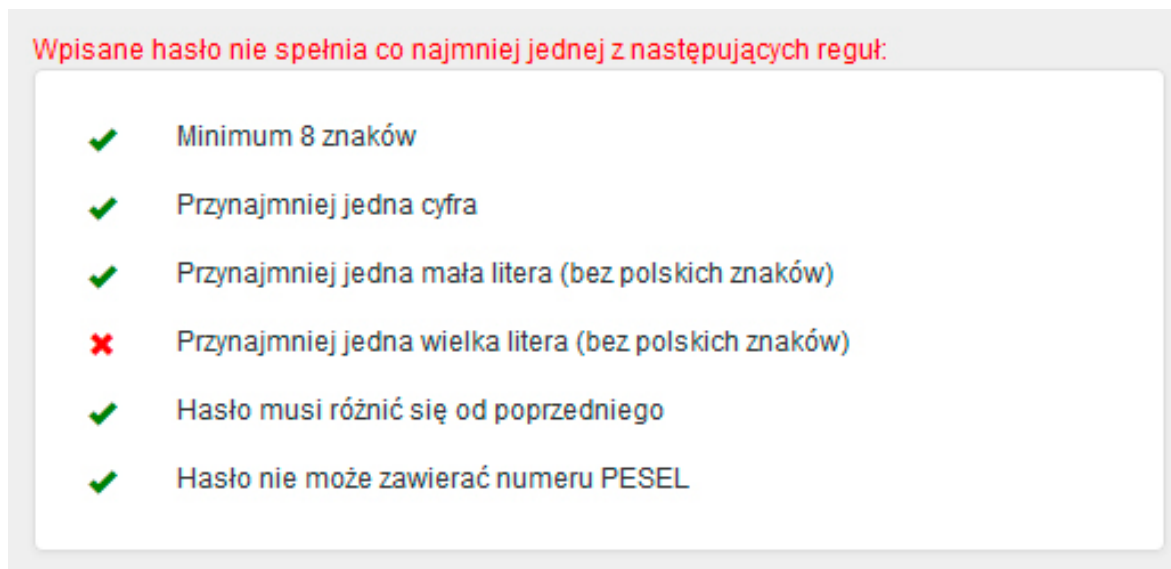 Wpisane hasło nie spełnia co najmniej jednej z następujących reguł:
Minimum 8 znaków
Przynajmniej jedna cyfra
Przynajmniej jedna mała litera (bez polskich znaków)
Przynajmniej jedna wielka litera (bez polskich znaków)
Hasło musi różnić się od poprzedniego
Hasło nie może zawierać numeru PESEL